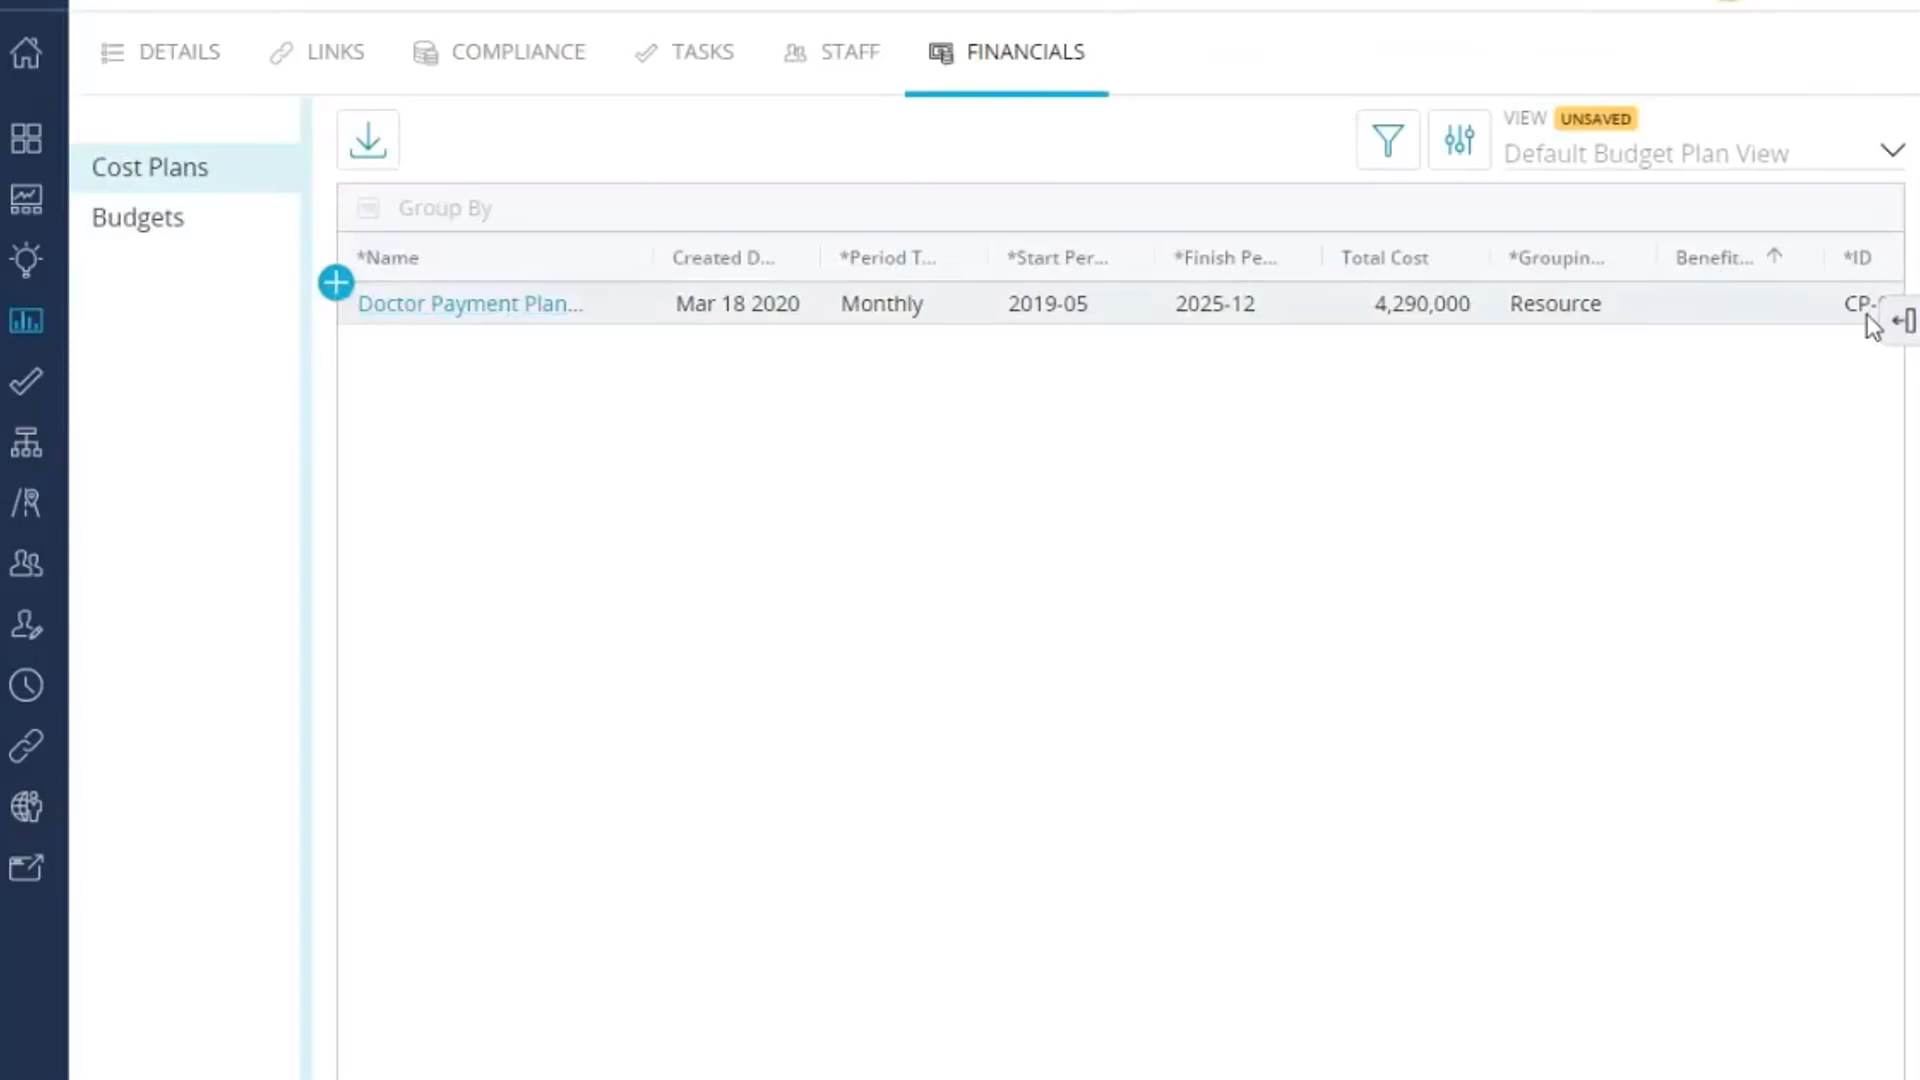 DETAILS LINKS COMPLIANCE TASKS STAFF FINANCIALS
Cost Plans
Budgets
VIEW UNSAVED
Default Budget Plan View
Group By
*Name Created D... *Period T... *Start Per... *Finish Pe... Total Cost *Groupin... Benefit... *ID
Doctor Payment Plan... Mar 18 2020 Monthly 2019-05 2025-12 4,290,000 Resource CP-